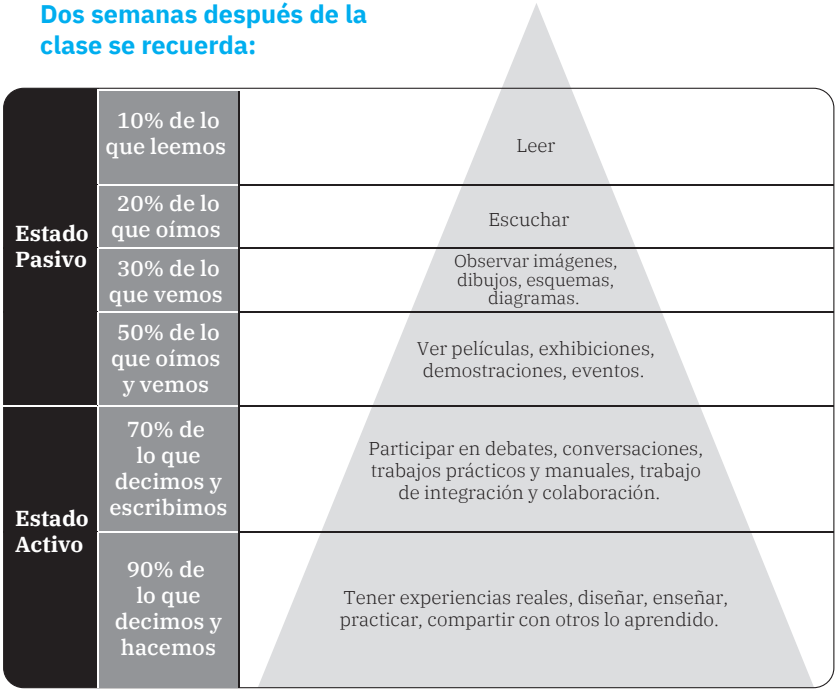 Dos semanas después de la
clase se recuerda:
Estado
Pasivo
10% de lo
que leemos
Leer
20% de lo
que oímos
Escuchar
30% de lo
que vemos
Observar imágenes,
dibujos, esquemas,
diagramas.
50% de lo
que oímos
y vemos
Ver películas, exhibiciones,
demostraciones, eventos.
Estado
Activo
70% de
lo que
decimos y
escribimos
Participar en debates, conversaciones,
trabajos prácticos y manuales, trabajo
de integración y colaboración.
90% de
lo que
decimos y
hacemos
Tener experiencias reales, diseñar, enseñar,
practicar, compartir con otros lo aprendido.